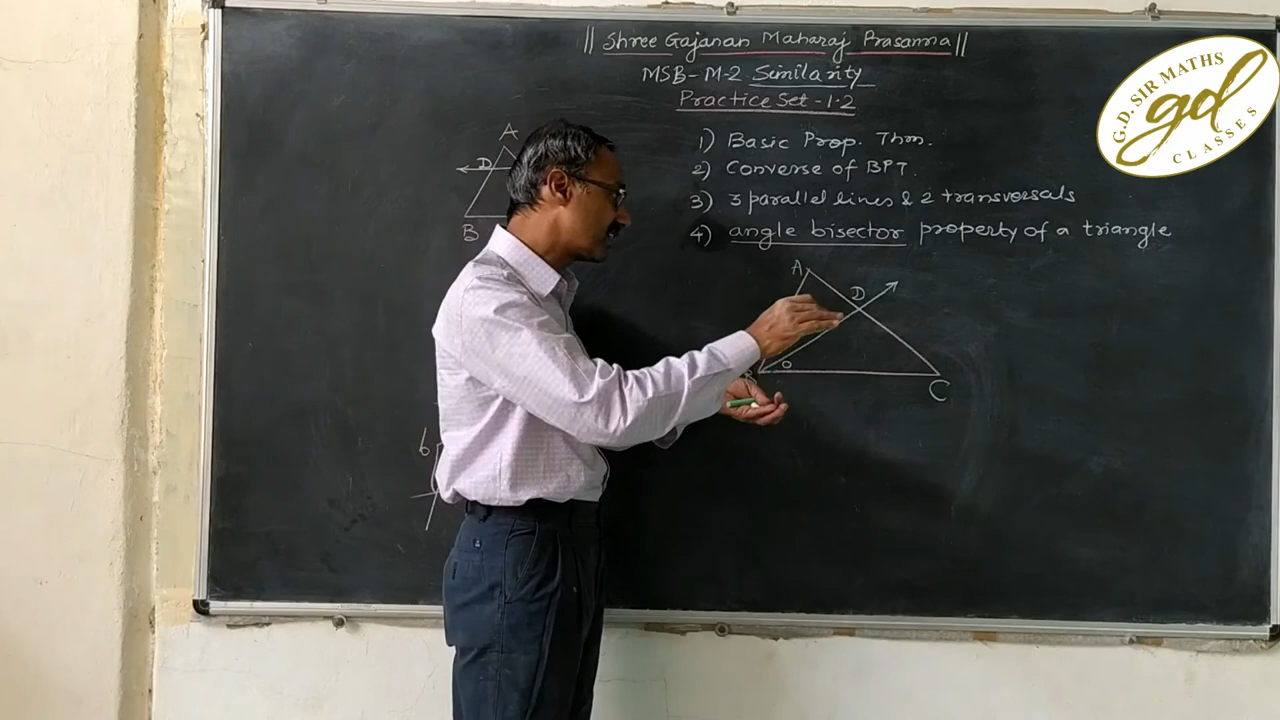 || Shree Gajanan Maharaj Prasanna ||
MSB - M-2 Similarity
Practice Set - 1.2
1) Basic Prop. Thm.
2) Converse of BPT.
3) 3 parallel lines & 2 transversals
4) angle bisector property of a triangle
A
D
B
A
D
B
C
b
G.D. SIR MATHS
gd
CLASSES